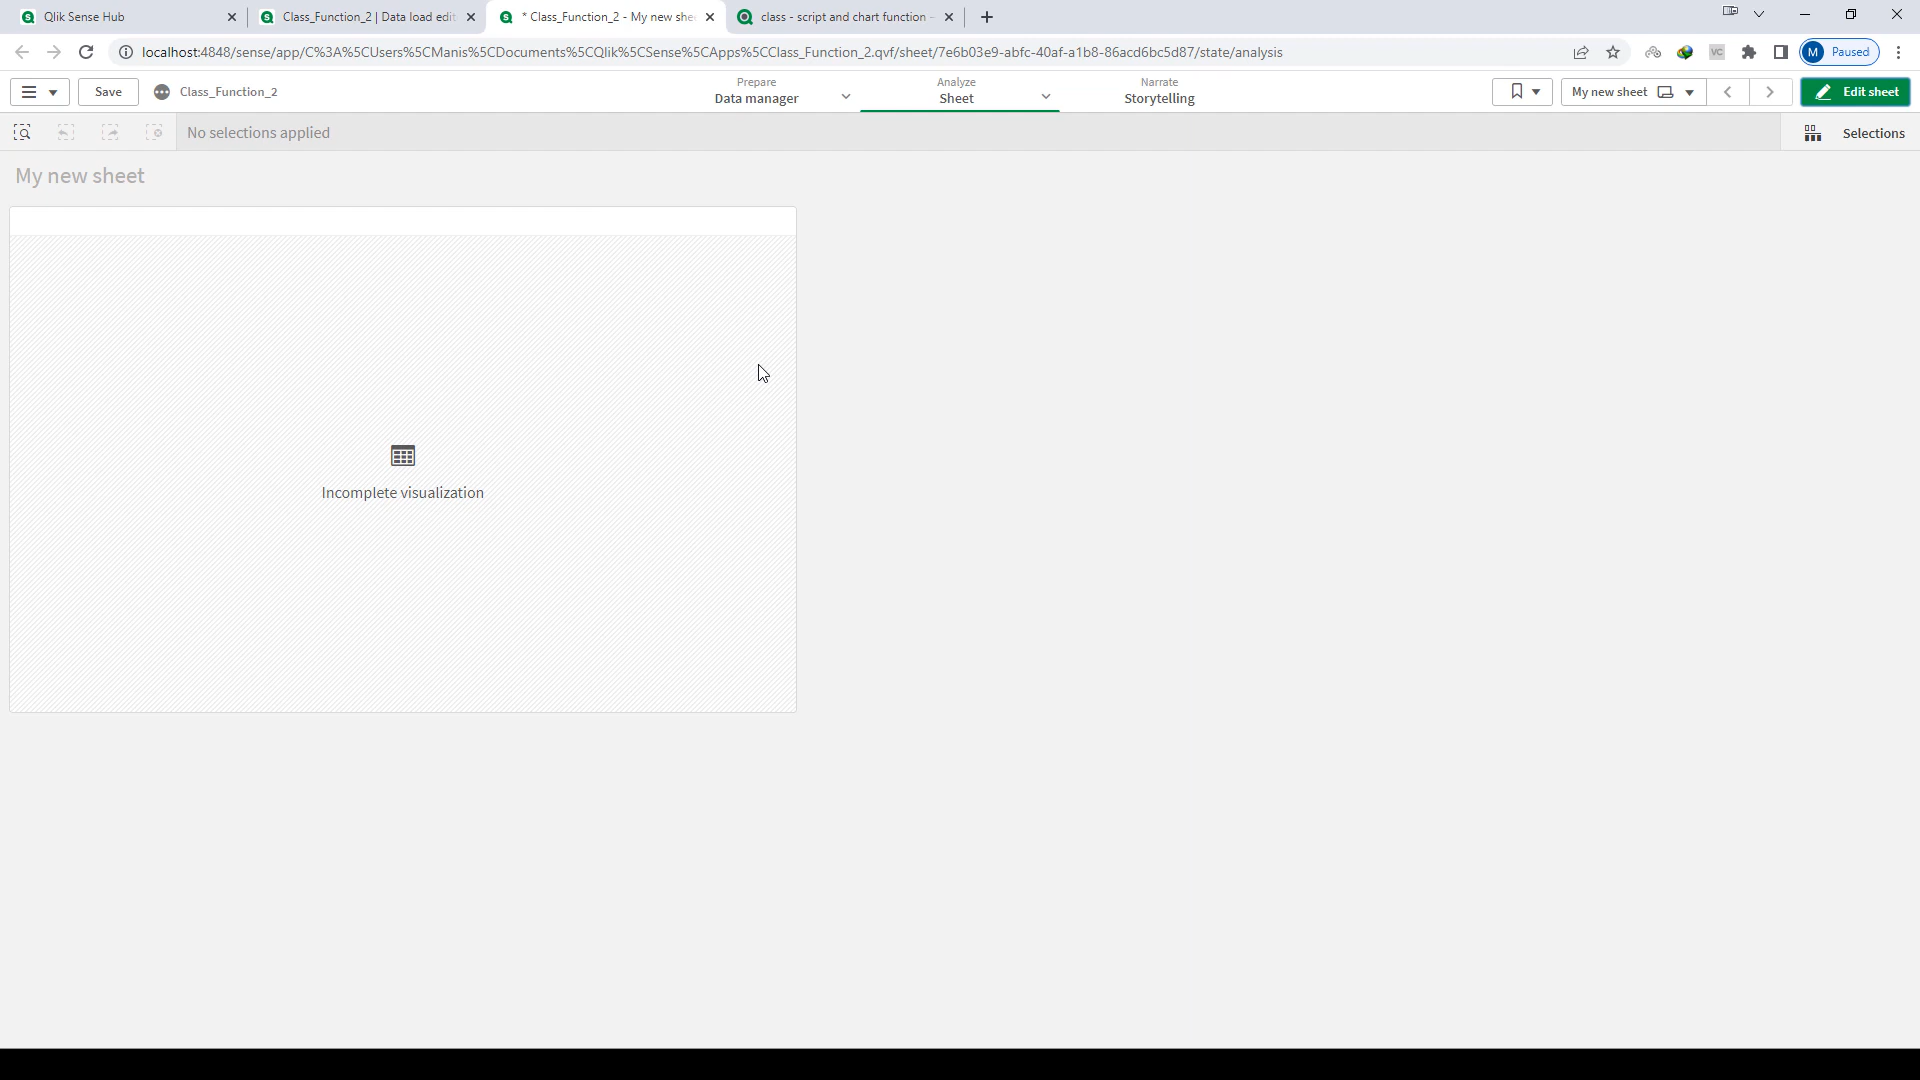 Qlik Sense Hub
Class_Function_2 | Data load edit
* Class_Function_2 - My new she
class - script and chart function -
localhost:4848/sense/app/C%3A%5CUsers%5CManis%5CDocuments%5CQlik%5CSense%5CApps%5CClass_Function_2.qvf/sheet/7e6b03e9-abfc-40af-a1b8-86acd6bc5d87/state/analysis
VC
M Paused
Save
Class_Function_2
Prepare
Data manager
Analyze
Sheet
Narrate
Storytelling
My new sheet
Edit sheet
No selections applied
Selections
My new sheet
Incomplete visualization